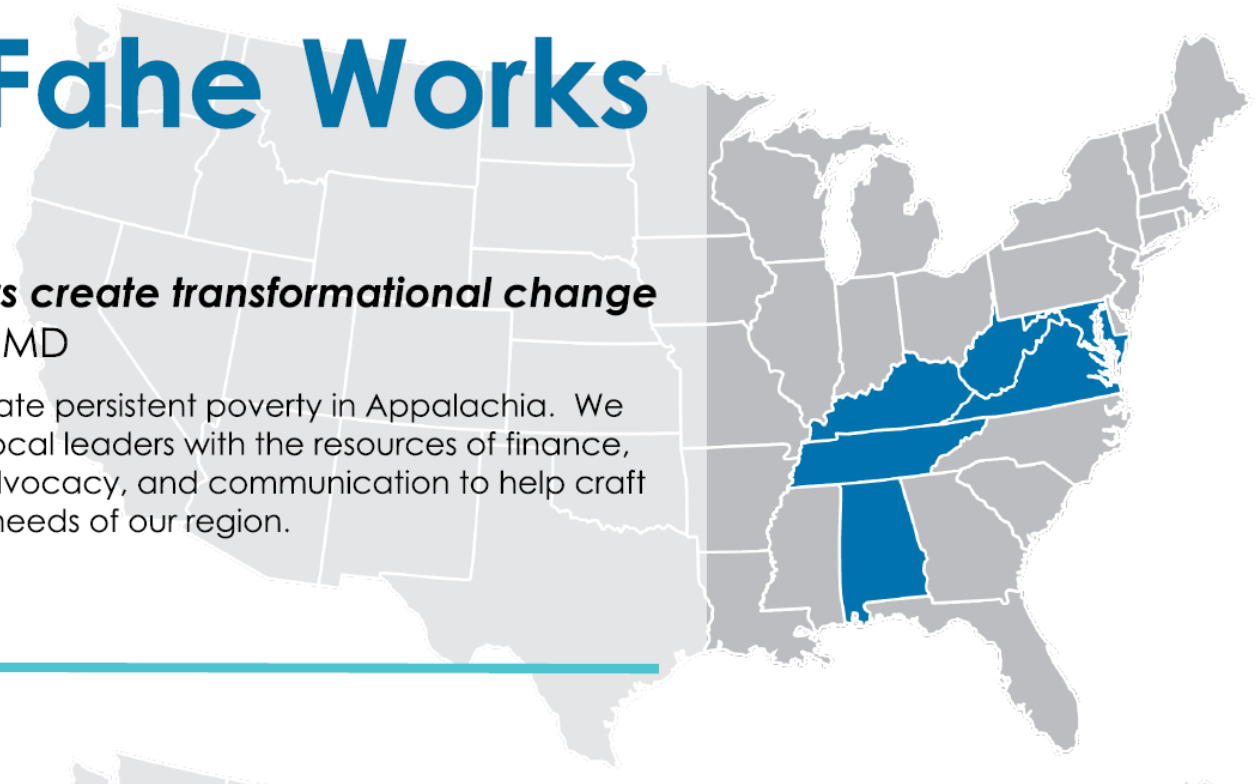 Fahe Works
s create transformational change
MD
ate persistent poverty in Appalachia. We
ocal leaders with the resources of finance,
dvocacy, and communication to help craft
needs of our region.